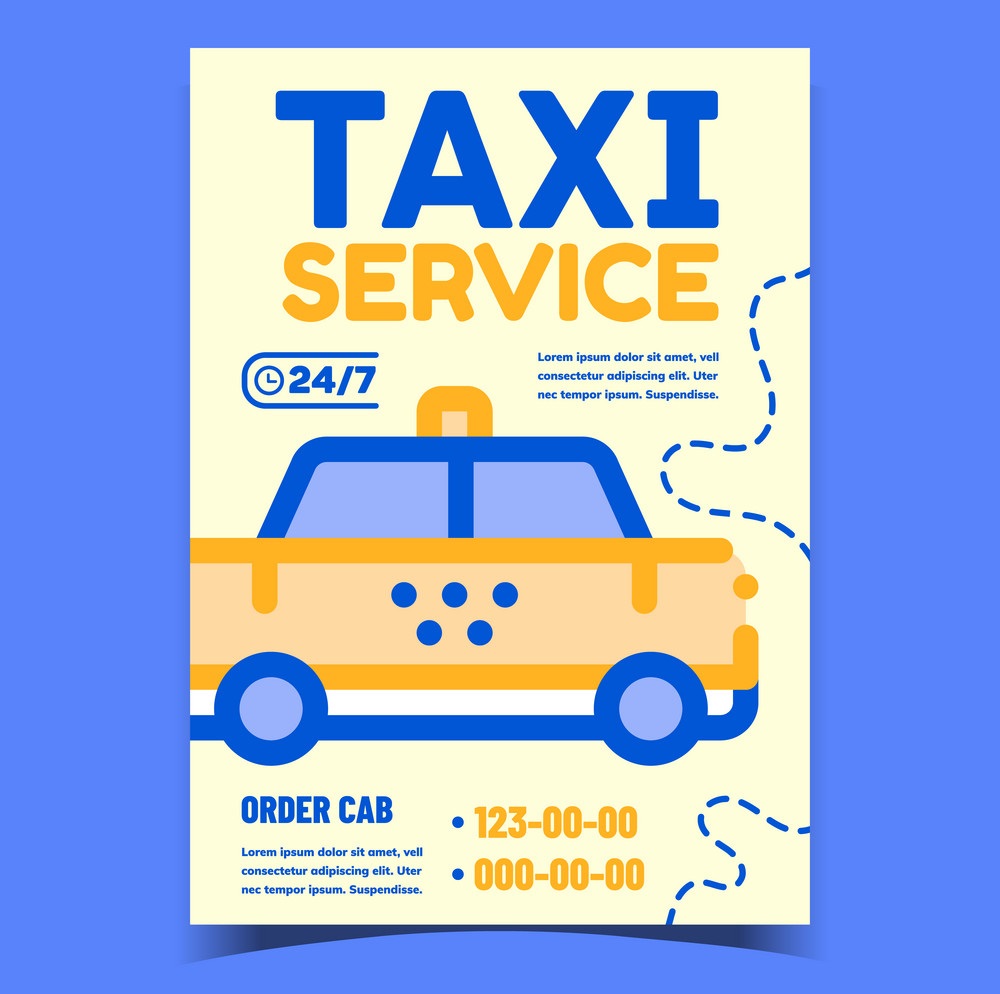 TAXI
SERVICE
24/7
Lorem ipsum dolor sit amet, vell
consectetur adipiscing elit. Uter
nec tempor ipsum. Suspendisse.
ORDER CAB
Lorem ipsum dolor sit amet, vell
consectetur adipiscing elit. Uter
nec tempor ipsum. Suspendisse.
• 123-00-00
• 000-00-00